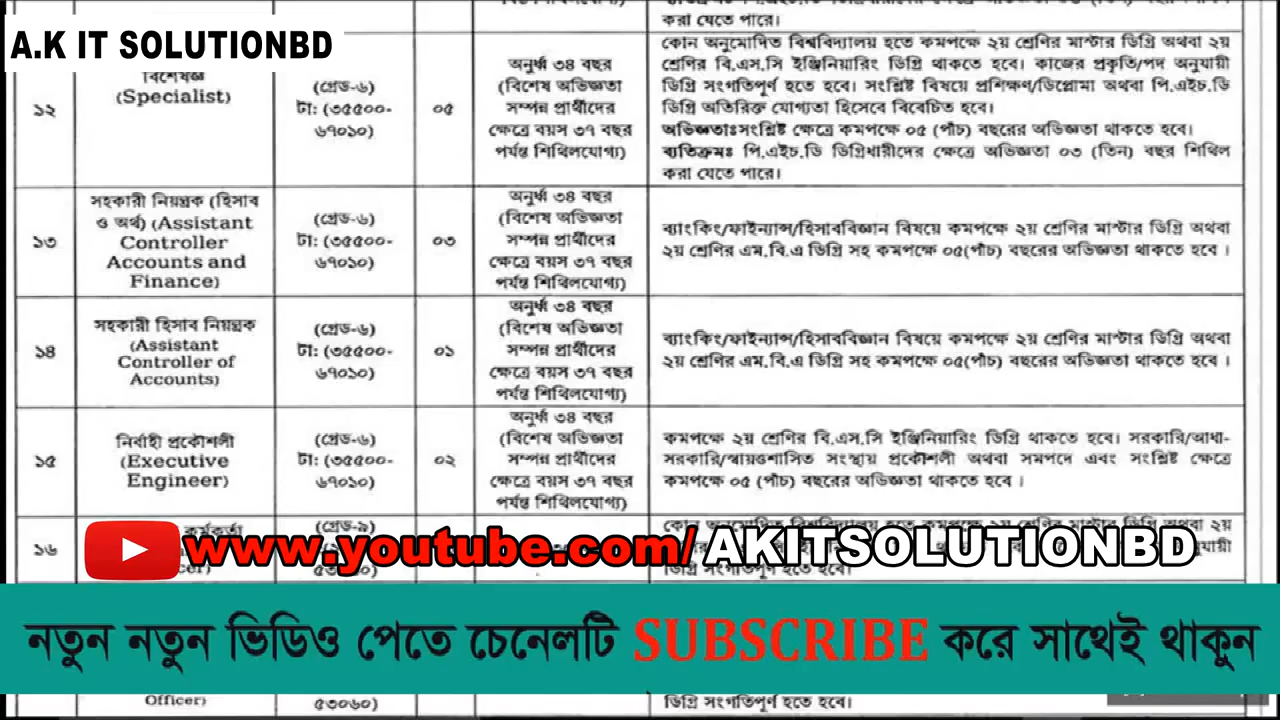 A.K IT SOLUTIONBD
করা যেতে পারে।
১২
বিশেষজ্ঞ
(Specialist)
(গ্রেড-৬)
টা: (৩৫৫০০-
৬৭০১০)
০৫
অনুর্ধ্ব ৩৪ বছর
(বিশেষ অভিজ্ঞতা
সম্পন্ন প্রার্থীদের
ক্ষেত্রে বয়স ৩৭ বছর
পর্যন্ত শিথিলযোগ্য)
কোন অনুমোদিত বিশ্ববিদ্যালয় হতে কমপক্ষে ২য় শ্রেণির মাস্টার ডিগ্রি অথবা ২য়
শ্রেণির বি.এস.সি ইঞ্জিনিয়ারিং ডিগ্রি থাকতে হবে। কাজের প্রকৃতি/পদ অনুযায়ী
ডিগ্রি সংগতিপূর্ণ হতে হবে। সংশ্লিষ্ট বিষয়ে প্রশিক্ষণ/ডিপ্লোমা অথবা পি.এইচ.ডি
ডিগ্রি অতিরিক্ত যোগ্যতা হিসেবে বিবেচিত হবে।
অভিজ্ঞতাঃসংশ্লিষ্ট ক্ষেত্রে কমপক্ষে ০৫ (পাঁচ) বছরের অভিজ্ঞতা থাকতে হবে।
ব্যতিক্রমঃ পি.এইচ.ডি ডিগ্রিধারীদের ক্ষেত্রে অভিজ্ঞতা ০৩ (তিন) বছর শিথিল
করা যেতে পারে।
১৩
সহকারী নিয়ন্ত্রক (হিসাব
ও অর্থ) (Assistant
Controller
Accounts and
Finance)
(গ্রেড-৬)
টা: (৩৫৫০০-
৬৭০১০)
০৩
অনুর্ধ্ব ৩৪ বছর
(বিশেষ অভিজ্ঞতা
সম্পন্ন প্রার্থীদের
ক্ষেত্রে বয়স ৩৭ বছর
পর্যন্ত শিথিলযোগ্য)
ব্যাংকিং/ফাইন্যান্স/হিসাববিজ্ঞান বিষয়ে কমপক্ষে ২য় শ্রেণির মাস্টার ডিগ্রি অথবা
২য় শ্রেণির এম.বি.এ ডিগ্রি সহ কমপক্ষে ০৫(পাঁচ) বছরের অভিজ্ঞতা থাকতে হবে ।
১৪
সহকারী হিসাব নিয়ন্ত্রক
(Assistant
Controller of
Accounts)
(গ্রেড-৬)
টা: (৩৫৫০০-
৬৭০১০)
০১
অনুর্ধ্ব ৩৪ বছর
(বিশেষ অভিজ্ঞতা
সম্পন্ন প্রার্থীদের
ক্ষেত্রে বয়স ৩৭ বছর
পর্যন্ত শিথিলযোগ্য)
ব্যাংকিং/ফাইন্যান্স/হিসাববিজ্ঞান বিষয়ে কমপক্ষে ২য় শ্রেণির মাস্টার ডিগ্রি অথবা
২য় শ্রেণির এম.বি.এ ডিগ্রি সহ কমপক্ষে ০৫(পাঁচ) বছরের অভিজ্ঞতা থাকতে হবে ।
১৫
নির্বাহী প্রকৌশলী
(Executive
Engineer)
(গ্রেড-৬)
টা: (৩৫৫০০-
৬৭০১০)
০২
অনুর্ধ্ব ৩৪ বছর
(বিশেষ অভিজ্ঞতা
সম্পন্ন প্রার্থীদের
ক্ষেত্রে বয়স ৩৭ বছর
পর্যন্ত শিথিলযোগ্য)
কমপক্ষে ২য় শ্রেণির বি.এস.সি ইঞ্জিনিয়ারিং ডিগ্রি থাকতে হবে। সরকারি/আধা-
সরকারি/স্বায়ত্তশাসিত সংস্থায় প্রকৌশলী অথবা সমপদে এবং সংশ্লিষ্ট ক্ষেত্রে
কমপক্ষে ০৫ (পাঁচ) বছরের অভিজ্ঞতা থাকতে হবে ।
১৬
কর্মকর্তা
(গ্রেড-৯)
কোন অনুমোদিত বিশ্ববিদ্যালয় হতে কমপক্ষে ২য় শ্রেণির মাস্টার ডিগ্রি অথবা ২য়
ডিগ্রি সংগতিপূর্ণ হতে হবে।
www.youtube.com/AKITSOLUTIONBD
নতুন নতুন ভিডিও পেতে চেনেলটি SUBSCRIBE করে সাথেই থাকুন
Officer)
৫৩০৬০)
ডিগ্রি সংগতিপূর্ণ হতে হবে।